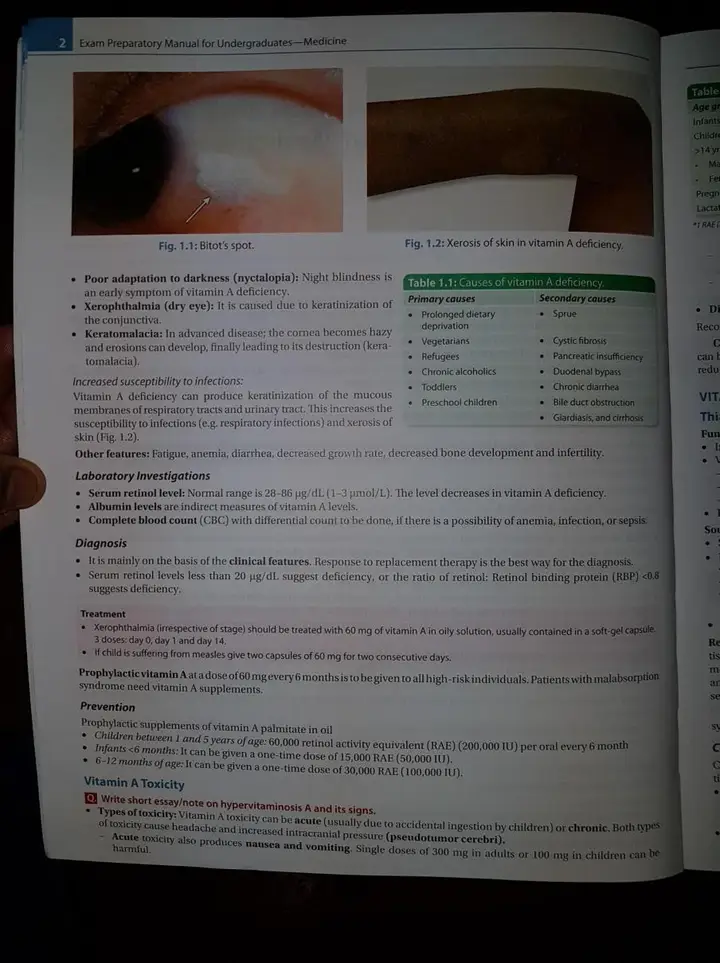 2 Exam Preparatory Manual for Undergraduates—Medicine
Fig. 1.1: Bitot's spot.
Fig. 1.2: Xerosis of skin in vitamin A deficiency.
• Poor adaptation to darkness (nyctalopia): Night blindness is
an early symptom of vitamin A deficiency.
• Xerophthalmia (dry eye): It is caused due to keratinization of
the conjunctiva.
• Keratomalacia: In advanced disease; the cornea becomes hazy
and erosions can develop, finally leading to its destruction (kera-
tomalacia).
Increased susceptibility to infections:
Vitamin A deficiency can produce keratinization of the mucous
membranes of respiratory tracts and urinary tract. This increases the
susceptibility to infections (e.g. respiratory infections) and xerosis of
skin (Fig. 1.2).
Table 1.1: Causes of vitamin A deficiency.
Primary causes Secondary causes
• Prolonged dietary • Sprue
deprivation
• Vegetarians • Cystic fibrosis
• Refugees • Pancreatic insufficiency
• Chronic alcoholics • Duodenal bypass
• Toddlers • Chronic diarrhea
• Preschool children • Bile duct obstruction
• Giardiasis, and cirrhosis
Other features: Fatigue, anemia, diarrhea, decreased growth rate, decreased bone development and infertility.
Laboratory Investigations
• Serum retinol level: Normal range is 28–86 µg/dL (1–3 µmol/L). The level decreases in vitamin A deficiency.
• Albumin levels are indirect measures of vitamin A levels.
• Complete blood count (CBC) with differential count to be done, if there is a possibility of anemia, infection, or sepsis.
Diagnosis
• It is mainly on the basis of the clinical features. Response to replacement therapy is the best way for the diagnosis.
• Serum retinol levels less than 20 µg/dL suggest deficiency, or the ratio of retinol: Retinol binding protein (RBP) <0.8
suggests deficiency.
Treatment
• Xerophthalmia (irrespective of stage) should be treated with 60 mg of vitamin A in oily solution, usually contained in a soft-gel capsule.
3 doses: day 0, day 1 and day 14.
• If child is suffering from measles give two capsules of 60 mg for two consecutive days.
Prophylactic vitamin A at a dose of 60 mg every 6 months is to be given to all high-risk individuals. Patients with malabsorption
syndrome need vitamin A supplements.
Prevention
Prophylactic supplements of vitamin A palmitate in oil
• Children between 1 and 5 years of age: 60,000 retinol activity equivalent (RAE) (200,000 IU) per oral every 6 month
• Infants <6 months: It can be given a one-time dose of 15,000 RAE (50,000 IU).
• 6–12 months of age: It can be given a one-time dose of 30,000 RAE (100,000 IU).
Vitamin A Toxicity
Q. Write short essay/note on hypervitaminosis A and its signs.
• Types of toxicity: Vitamin A toxicity can be acute (usually due to accidental ingestion by children) or chronic. Both types
of toxicity cause headache and increased intracranial pressure (pseudotumor cerebri).
– Acute toxicity also produces nausea and vomiting. Single doses of 300 mg in adults or 100 mg in children can be
harmful.
Table
Infants
>14 yr